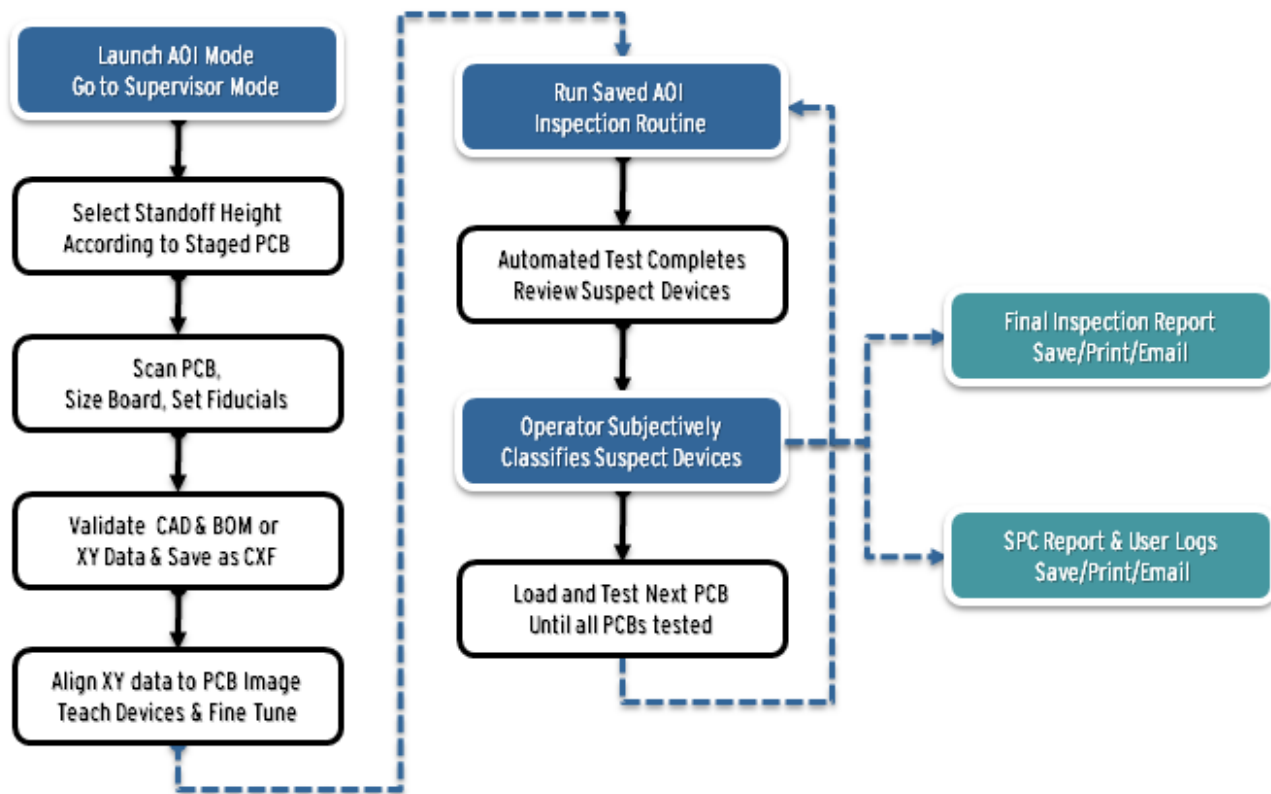 Launch AOI Mode
Go to Supervisor Mode
Select Standoff Height
According to Staged PCB
Scan PCB,
Size Board, Set Fiducials
Validate CAD & BOM or
XY Data & Save as CXF
Align XY data to PCB Image
Teach Devices & Fine Tune
Run Saved AOI
Inspection Routine
Automated Test Completes
Review Suspect Devices
Operator Subjectively
Classifies Suspect Devices
Load and Test Next PCB
Until all PCBs tested
Final Inspection Report
Save/Print/Email
SPC Report & User Logs
Save/Print/Email